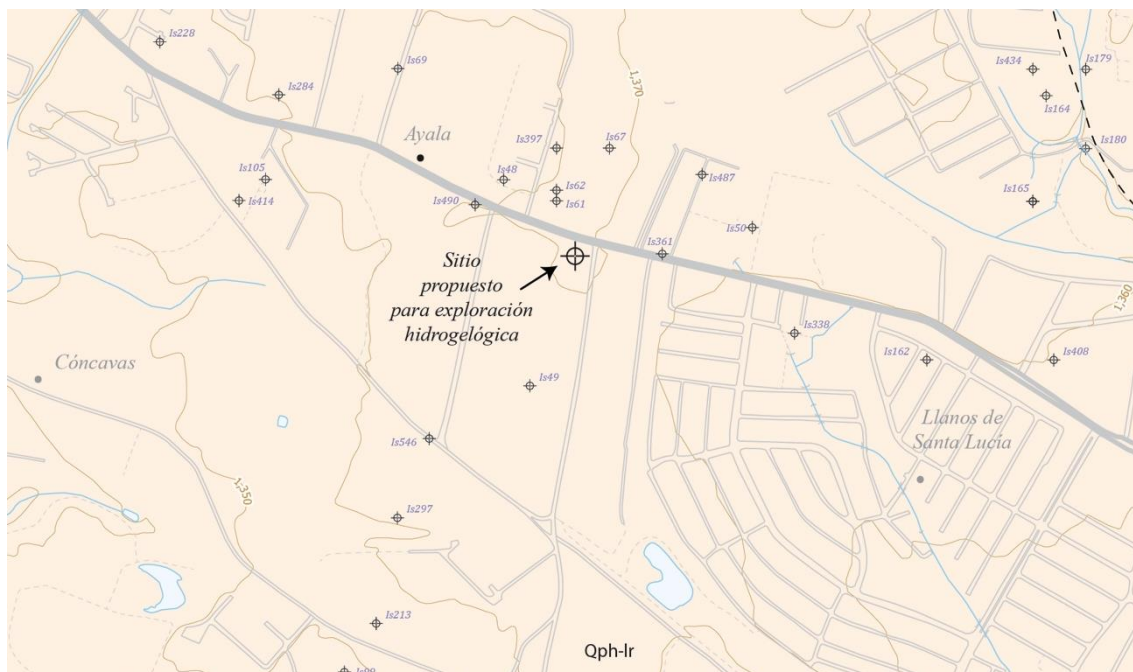 Is228
Is69
Is434
Is179
Is284
1,370
Is164
Ayala
Is397
Is67
Is180
Is105
Is48
Is487
Is414
Is490
Is62
Is61
Is165
Is50
Is361
Sitio
propuesto
para exploración
hidrogelógica
1,360
Is338
Cóncavas
Is49
Is162
Is408
Llanos de
Santa Lucía
Is546
1,350
Is297
Is213
Qph-lr